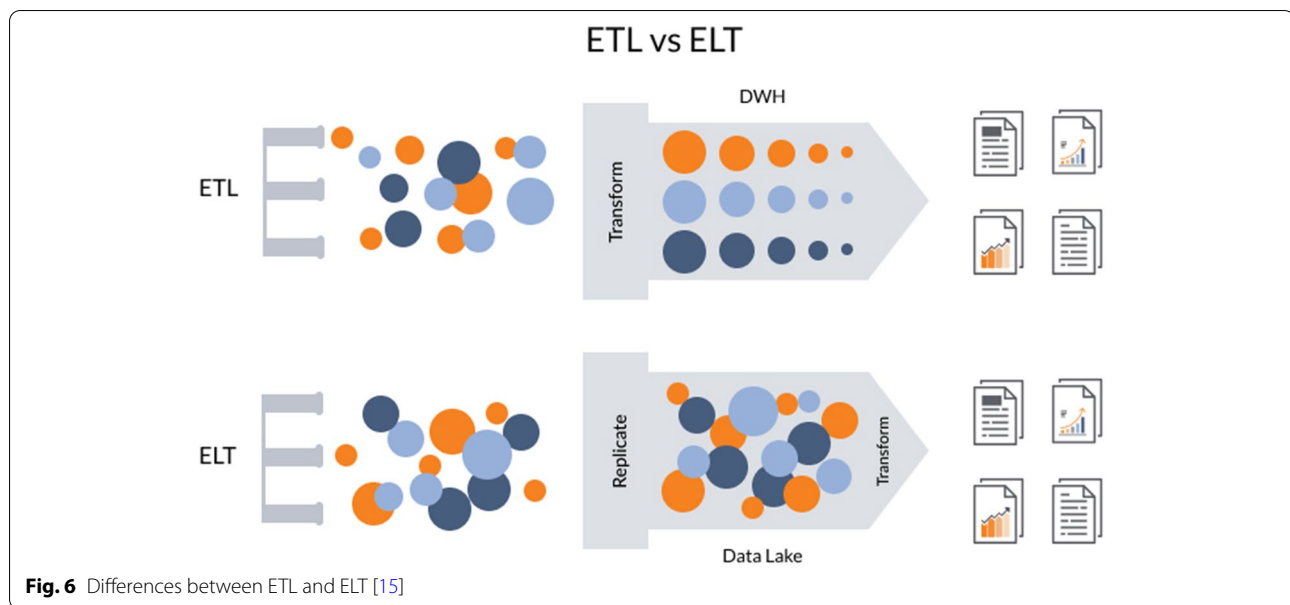 ETL vs ELT
DWH
ETL
Transform
ELT
Replicate
Transform
Data Lake
Fig. 6 Differences between ETL and ELT [15]